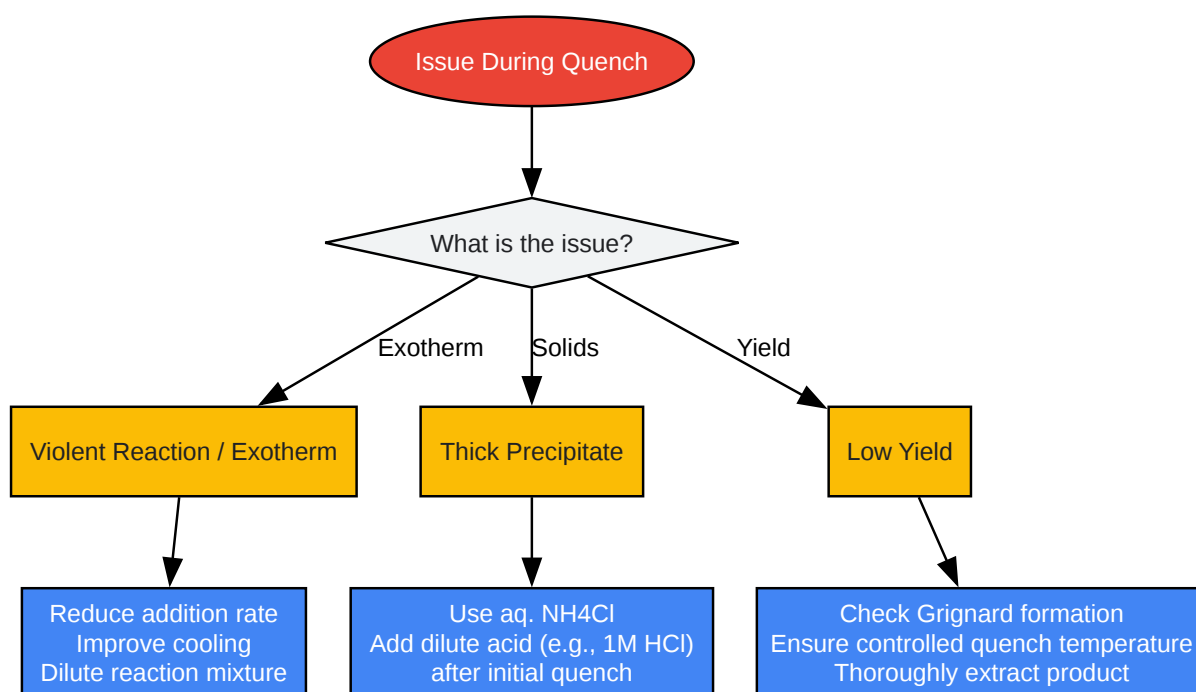 Issue During Quench
What is the issue?
Exotherm
Solids
Yield
Violent Reaction / Exotherm
Thick Precipitate
Low Yield
Reduce addition rate
Improve cooling
Dilute reaction mixture
Use aq. NH4Cl
Add dilute acid (e.g., 1M HCl)
after initial quench
Check Grignard formation
Ensure controlled quench temperature
Thoroughly extract product